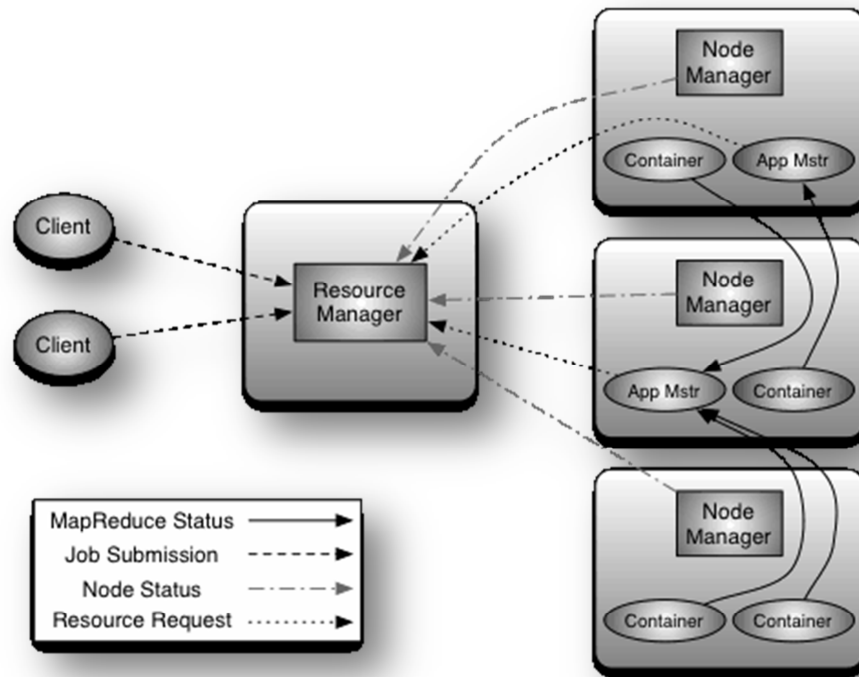 Node
Manager
Container
App Mstr
Client
Client
Resource
Manager
Node
Manager
App Mstr
Container
Node
Manager
Container
Container
MapReduce Status
Job Submission
Node Status
Resource Request